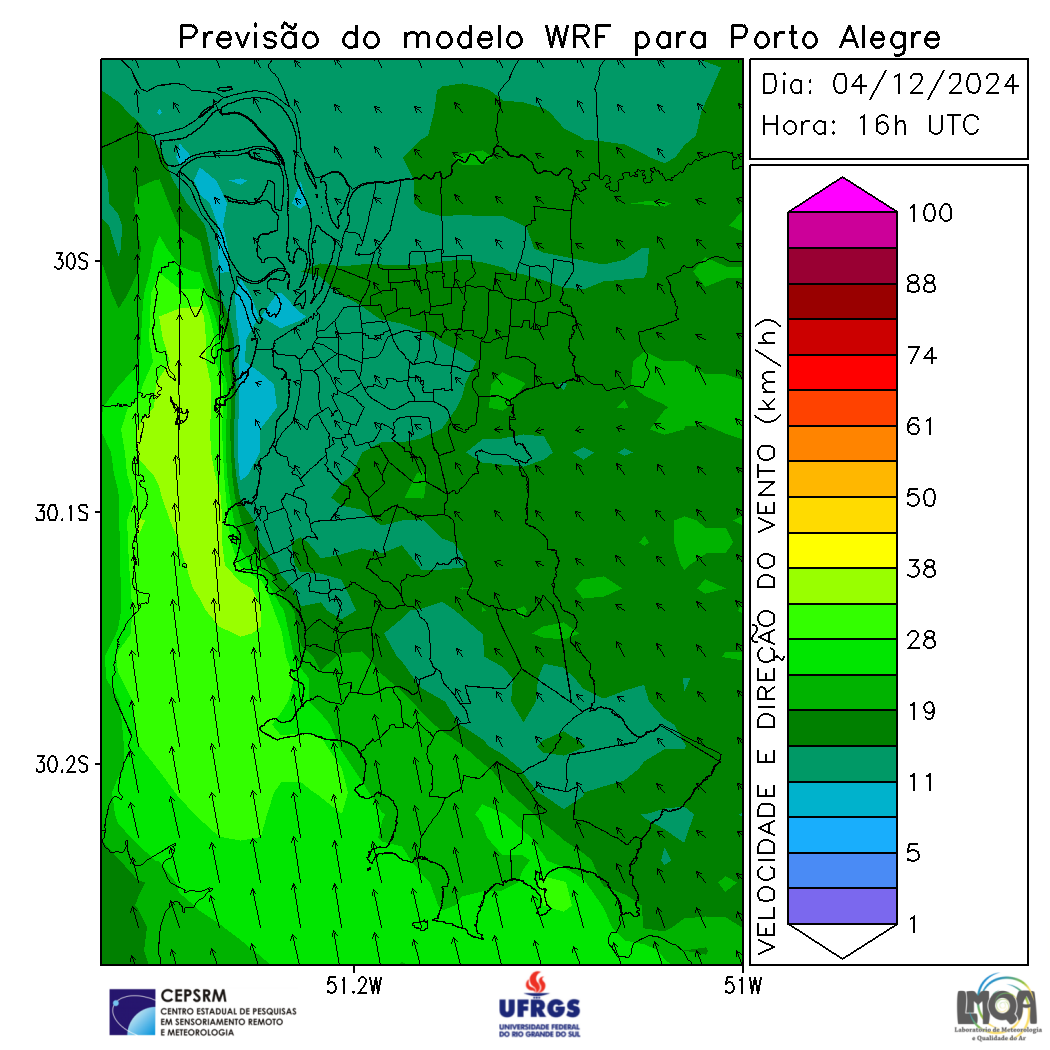 Previsão do modelo WRF para Porto Alegre
Dia: 04/12/2024
Hora: 16h UTC
30S
30.1S
30.2S
51.2W
51W
VELOCIDADE E DIREÇÃO DO VENTO (km/h)
100
88
74
61
50
38
28
19
11
5
1
CEPSRM
CENTRO ESTADUAL DE PESQUISAS
EM SENSORIAMENTO REMOTO
E METEOROLOGIA
UFRGS
UNIVERSIDADE FEDERAL
DO RIO GRANDE DO SUL
LMQA
Laboratório de Meteorologia
e Qualidade do Ar